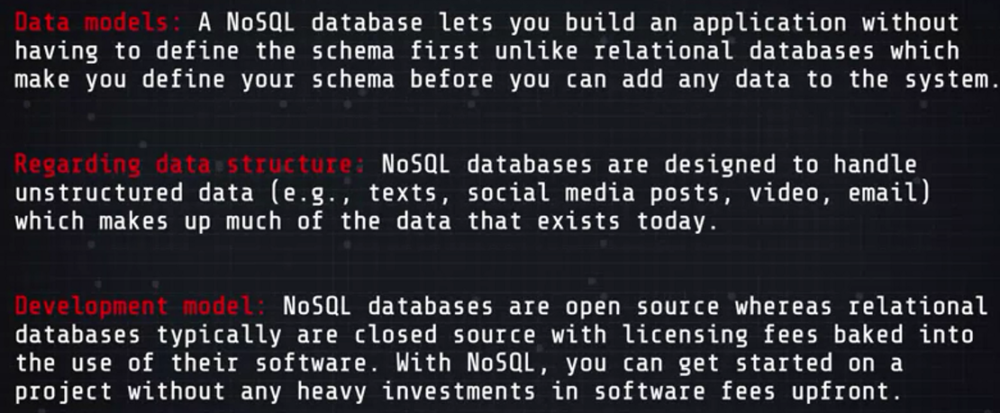 Data models: A NoSQL database lets you build an application without
having to define the schema first unlike relational databases which
make you define your schema before you can add any data to the system.
Regarding data structure: NoSQL databases are designed to handle
unstructured data (e.g., texts, social media posts, video, email)
which makes up much of the data that exists today.
Development model: NoSQL databases are open source whereas relational
databases typically are closed source with licensing fees baked into
the use of their software. With NoSQL, you can get started on a
project without any heavy investments in software fees upfront.